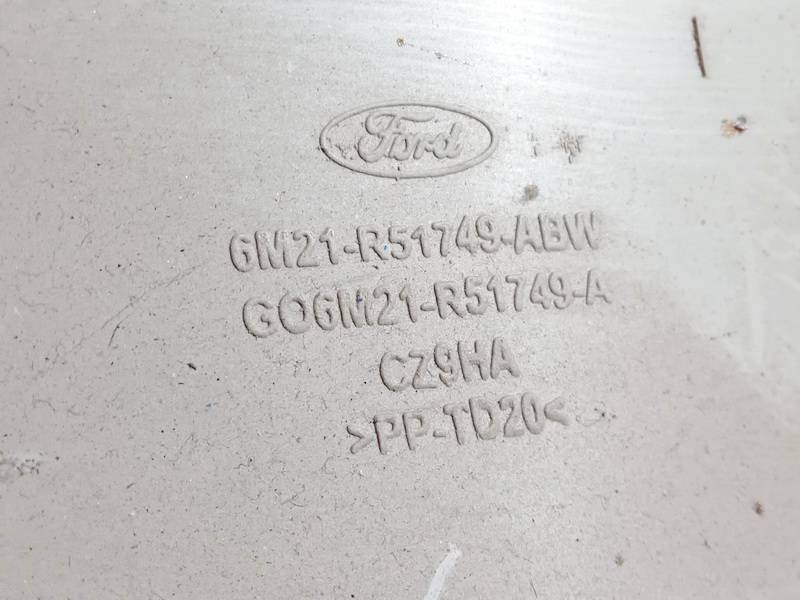 Ford
6M21-R51749-ABW
GO6M21-R51749-A
CZ9HA
>PP-TD20<